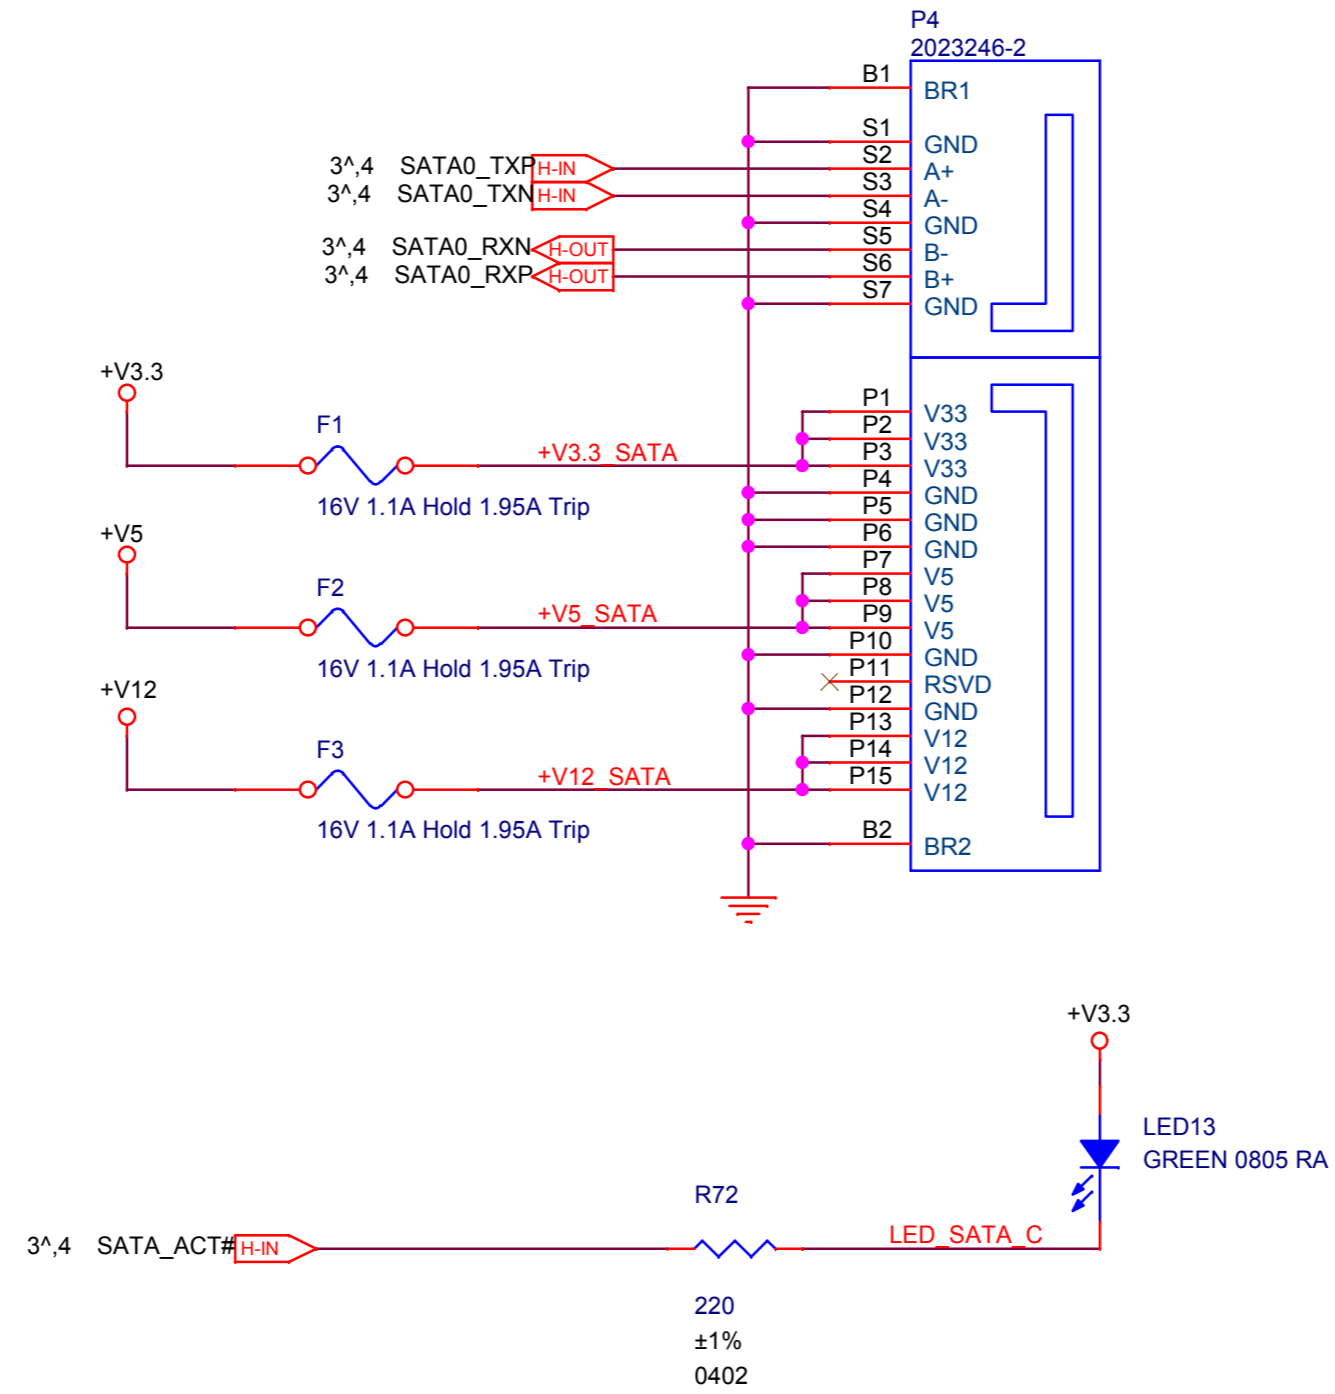 P4
2023246-2
B1
BR1
S1
GND
S2
A+
3^,4 SATA0_TXP H-IN
S3
A-
3^,4 SATA0_TXN H-IN
S4
GND
S5
B-
3^,4 SATA0_RXN H-OUT
S6
B+
3^,4 SATA0_RXP H-OUT
S7
GND
+V3.3
P1
V33
F1
P2
V33
+V3.3_SATA
P3
V33
P4
GND
16V 1.1A Hold 1.95A Trip
P5
GND
+V5
P6
GND
P7
V5
F2
P8
V5
+V5_SATA
P9
V5
P10
GND
16V 1.1A Hold 1.95A Trip
P11
RSVD
+V12
P12
GND
P13
V12
F3
P14
V12
+V12_SATA
P15
V12
16V 1.1A Hold 1.95A Trip
B2
BR2
+V3.3
LED13
GREEN 0805 RA
R72
3^,4 SATA_ACT# H-IN
LED_SATA_C
220
±1%
0402